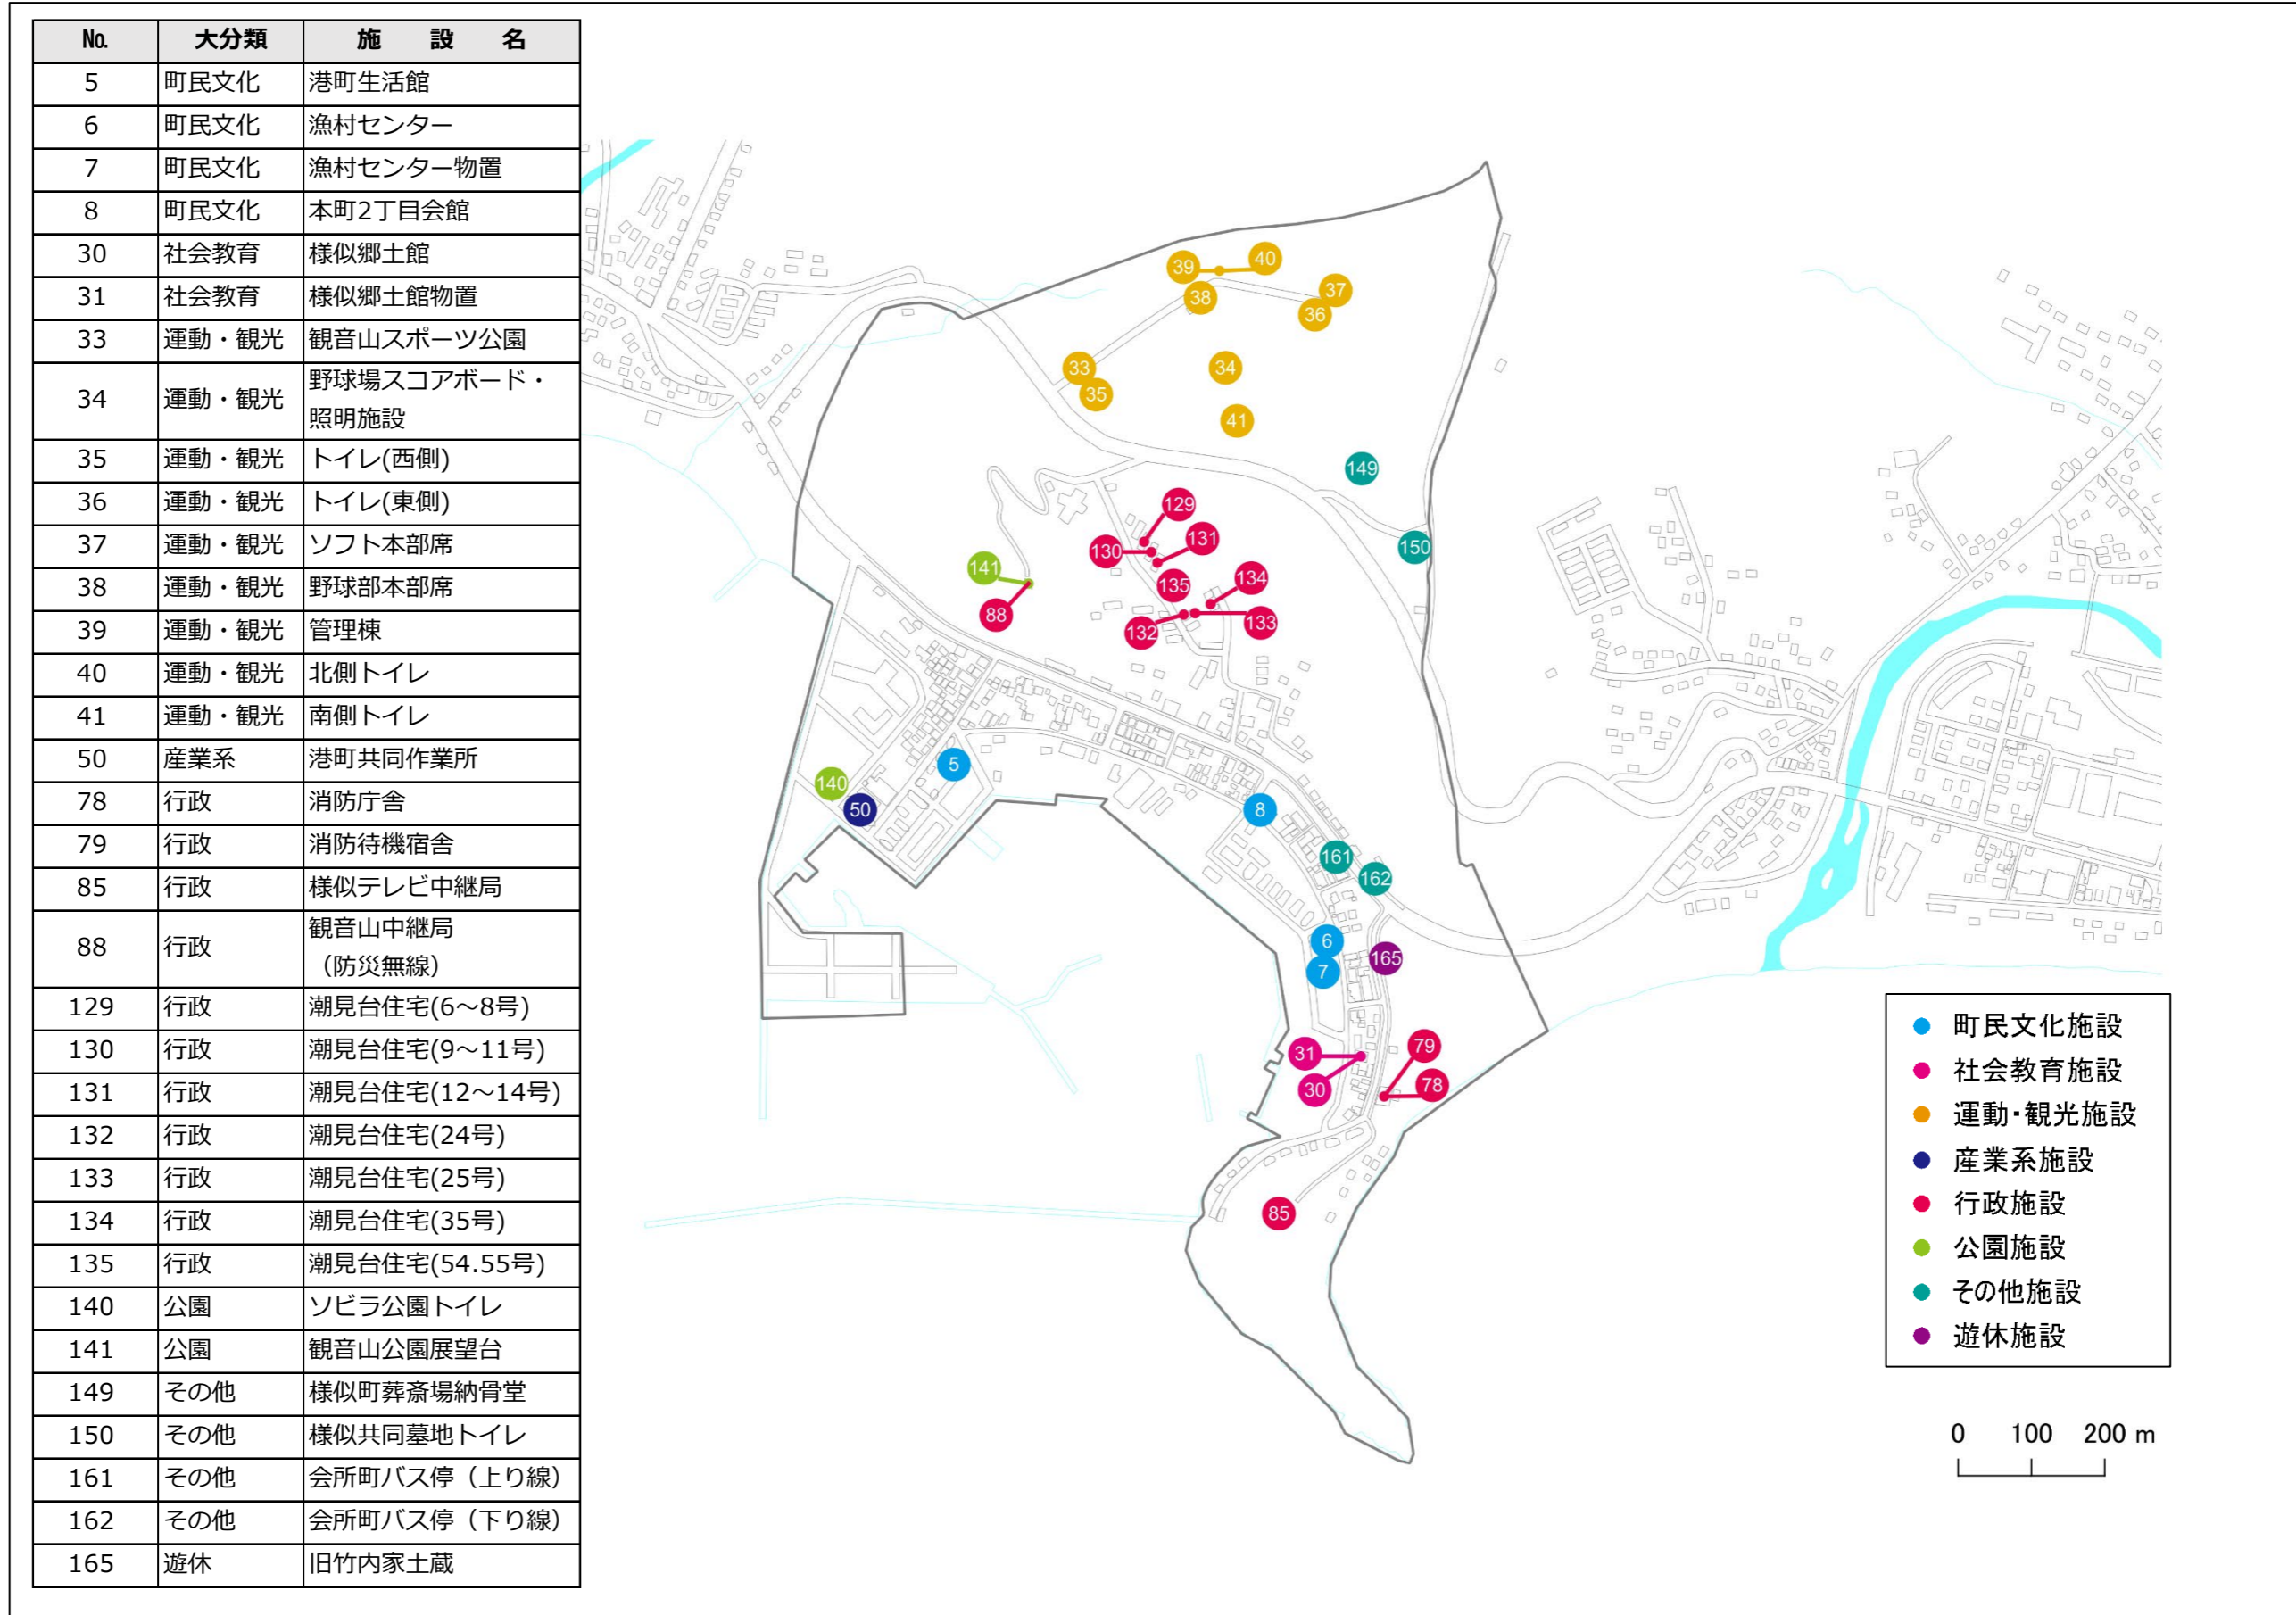 No. 大分類 施設名
5 町民文化 港町生活館
6 町民文化 漁村センター
7 町民文化 漁村センター物置
8 町民文化 本町2丁目会館
30 社会教育 様似郷土館
31 社会教育 様似郷土館物置
33 運動・観光 観音山スポーツ公園
34 運動・観光 野球場スコアボード・
照明施設
35 運動・観光 トイレ(西側)
36 運動・観光 トイレ(東側)
37 運動・観光 ソフト本部席
38 運動・観光 野球部本部席
39 運動・観光 管理棟
40 運動・観光 北側トイレ
41 運動・観光 南側トイレ
50 産業系 港町共同作業所
78 行政 消防庁舎
79 行政 消防待機宿舎
85 行政 様似テレビ中継局
88 行政 観音山中継局
（防災無線）
129 行政 潮見台住宅(6～8号)
130 行政 潮見台住宅(9～11号)
131 行政 潮見台住宅(12～14号)
132 行政 潮見台住宅(24号)
133 行政 潮見台住宅(25号)
134 行政 潮見台住宅(35号)
135 行政 潮見台住宅(54.55号)
140 公園 ソビラ公園トイレ
141 公園 観音山公園展望台
149 その他 様似町葬斎場納骨堂
150 その他 様似共同墓地トイレ
161 その他 会所町バス停（上り線）
162 その他 会所町バス停（下り線）
165 遊休 旧竹内家土蔵
39
40
38
37
36
33
35
34
41
149
129
130
131
150
141
88
135
134
132
133
5
140
50
8
161
162
6
7
165
31
30
79
78
85
町民文化施設
社会教育施設
運動・観光施設
産業系施設
行政施設
公園施設
その他施設
遊休施設
0 100 200 m